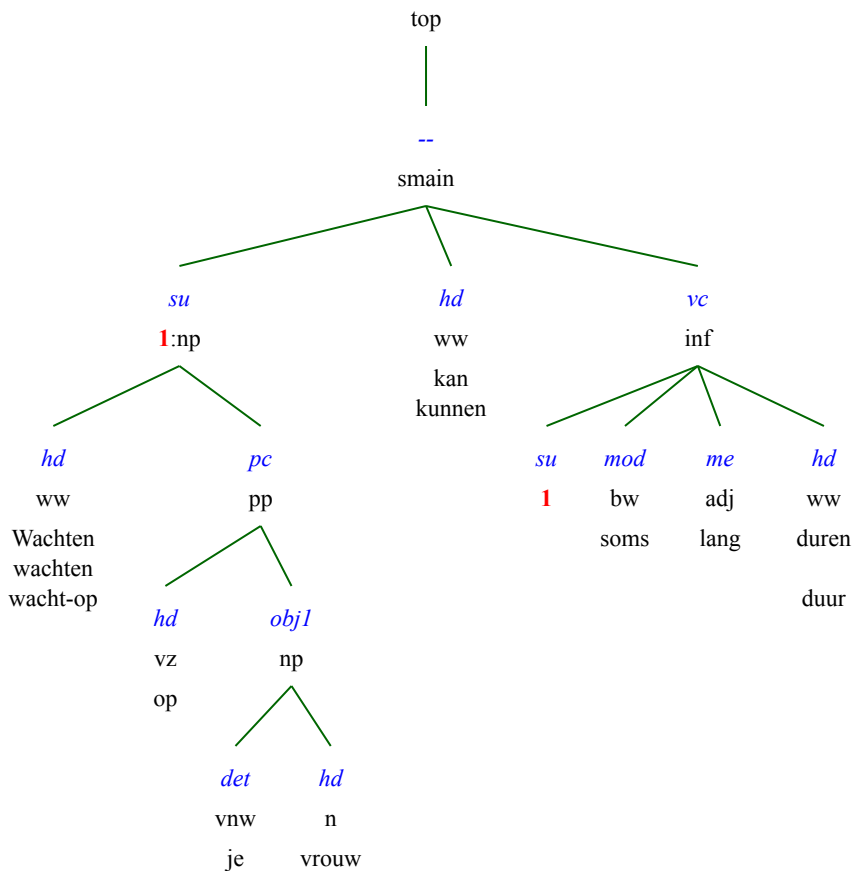 top
--
smain
su hd vc
1:np ww inf
kan
kunnen
hd pc su mod me hd
ww pp 1 bw adj ww
Wachten soms lang duren
wachten
wacht-op duur
hd obj1
vz np
op
det hd
vnw n
je vrouw